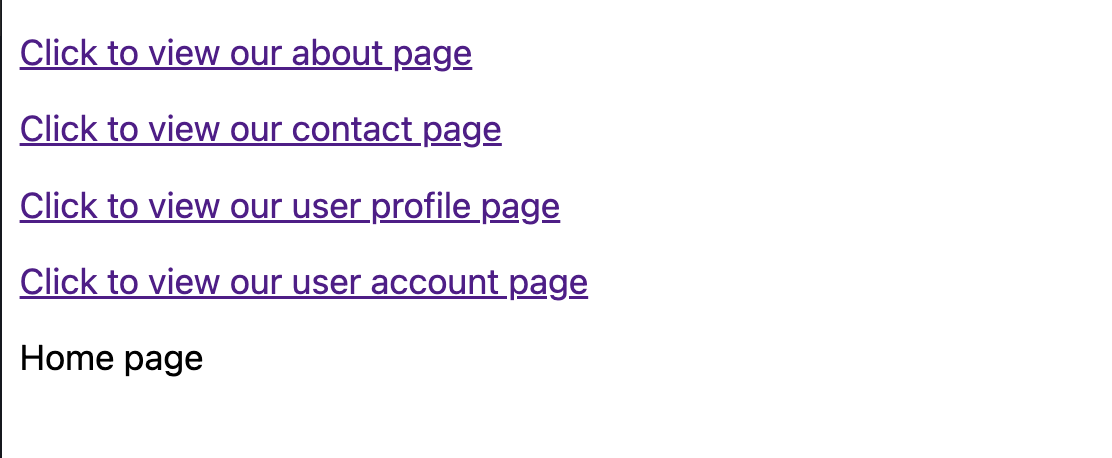 Click to view our about page
Click to view our contact page
Click to view our user profile page
Click to view our user account page
Home page